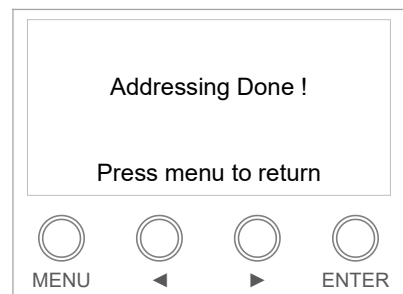 Addressing Done !
Press menu to return
MENU ◄ ► ENTER